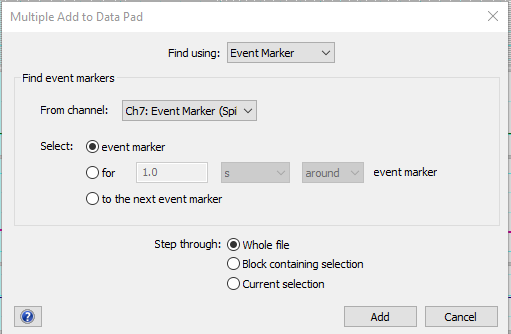 Multiple Add to Data Pad
Find using: Event Marker
Find event markers
From channel: Ch7: Event Marker (Spi
Select: event marker
for 1.0 s around event marker
to the next event marker
Step through: Whole file
Block containing selection
Current selection
? Add Cancel